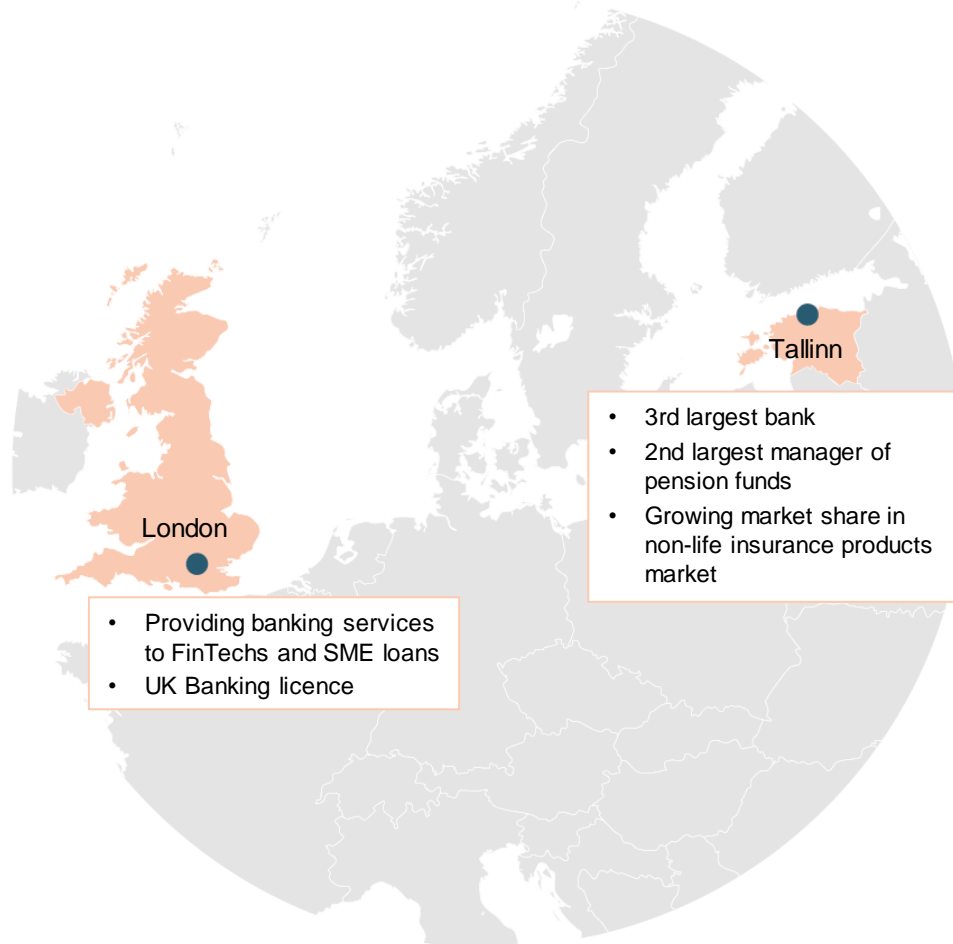 Tallinn
• 3rd largest bank
• 2nd largest manager of
pension funds
• Growing market share in
non-life insurance products
market
London
• Providing banking services
to FinTechs and SME loans
• UK Banking licence